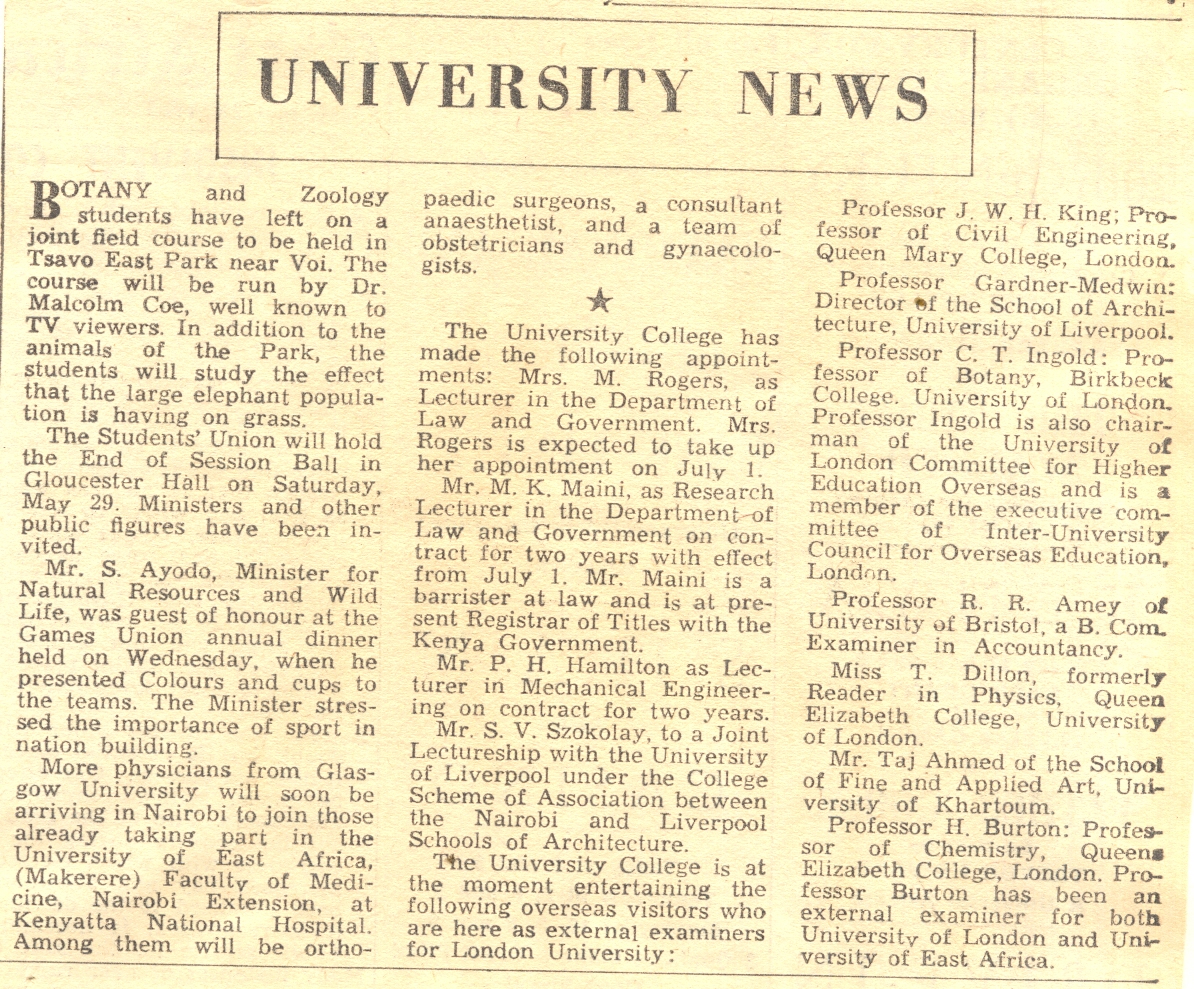 UNIVERSITY NEWS
BOTANY and Zoology
students have left on a
joint field course to be held in
Tsavo East Park near Voi. The
course will be run by Dr.
Malcolm Coe, well known to
TV viewers. In addition to the
animals of the Park, the
students will study the effect
that the large elephant popula-
tion is having on grass.
The Students' Union will hold
the End of Session Ball in
Gloucester Hall on Saturday,
May 29. Ministers and other
public figures have been in-
vited.
Mr. S. Ayodo, Minister for
Natural Resources and Wild
Life, was guest of honour at the
Games Union annual dinner
held on Wednesday, when he
presented Colours and cups to
the teams. The Minister stres-
sed the importance of sport in
nation building.
More physicians from Glas-
gow University will soon be
arriving in Nairobi to join those
already taking part in the
University of East Africa,
(Makerere) Faculty of Medi-
cine, Nairobi Extension, at
Kenyatta National Hospital.
Among them will be ortho-
paedic surgeons, a consultant
anaesthetist, and a team of
obstetricians and gynaecolo-
gists.
★
The University College has
made the following appoint-
ments: Mrs. M. Rogers, as
Lecturer in the Department of
Law and Government. Mrs.
Rogers is expected to take up
her appointment on July 1.
Mr. M. K. Maini, as Research
Lecturer in the Department of
Law and Government on con-
tract for two years with effect
from July 1. Mr. Maini is a
barrister at law and is at pre-
sent Registrar of Titles with the
Kenya Government.
Mr. P. H. Hamilton as Lec-
turer in Mechanical Engineer-
ing on contract for two years.
Mr. S. V. Szokolay, to a Joint
Lectureship with the University
of Liverpool under the College
Scheme of Association between
the Nairobi and Liverpool
Schools of Architecture.
The University College is at
the moment entertaining the
following overseas visitors who
are here as external examiners
for London University:
Professor J. W. H. King; Pro-
fessor of Civil Engineering,
Queen Mary College, London.
Professor Gardner-Medwin:
Director of the School of Archi-
tecture, University of Liverpool.
Professor C. T. Ingold: Pro-
fessor of Botany, Birkbeck
College. University of London.
Professor Ingold is also chair-
man of the University of
London Committee for Higher
Education Overseas and is a
member of the executive com-
mittee of Inter-University
Council for Overseas Education,
London.
Professor R. R. Amey of
University of Bristol, a B. Com.
Examiner in Accountancy.
Miss T. Dillon, formerly
Reader in Physics, Queen
Elizabeth College, University
of London.
Mr. Taj Ahmed of the School
of Fine and Applied Art, Uni-
versity of Khartoum.
Professor H. Burton: Profes-
sor of Chemistry, Queens
Elizabeth College, London. Pro-
fessor Burton has been an
external examiner for both
University of London and Uni-
versity of East Africa.